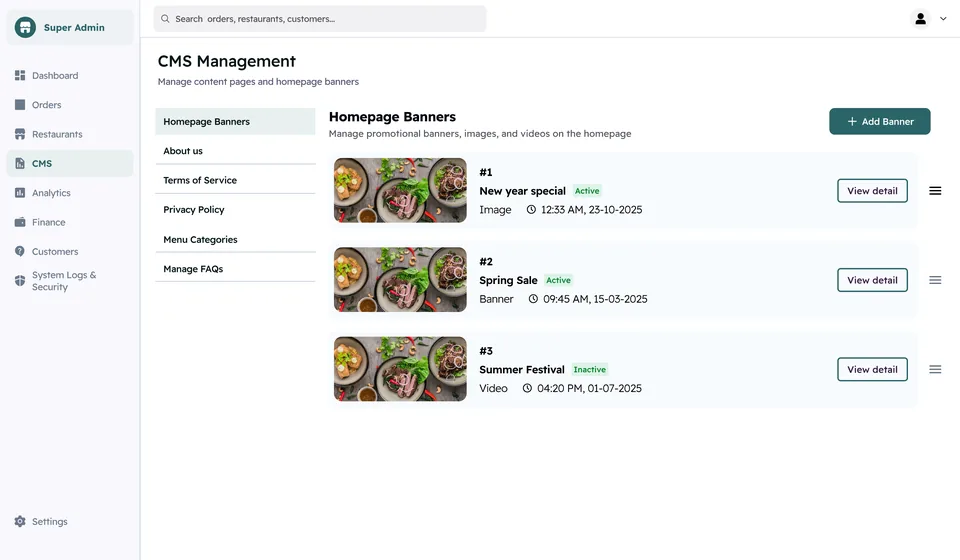 Super Admin
Search orders, restaurants, customers...
Dashboard
Orders
Restaurants
CMS
Analytics
Finance
Customers
System Logs &
Security
Settings
CMS Management
Manage content pages and homepage banners
Homepage Banners
About us
Terms of Service
Privacy Policy
Menu Categories
Manage FAQs
Homepage Banners
Manage promotional banners, images, and videos on the homepage
Add Banner
#1
New year special Active
Image 12:33 AM, 23-10-2025
View detail
#2
Spring Sale Active
Banner 09:45 AM, 15-03-2025
View detail
#3
Summer Festival Inactive
Video 04:20 PM, 01-07-2025
View detail